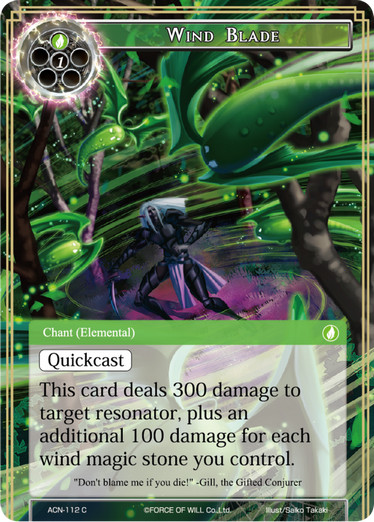 Wind Blade
1
Chant (Elemental)
Quickcast
This card deals 300 damage to
target resonator, plus an
additional 100 damage for each
wind magic stone you control.
"Don't blame me if you die!" -Gill, the Gifted Conjurer
ACN-112 C ©FORCE OF WILL Co.,Ltd. Illust/Saiko Takaki